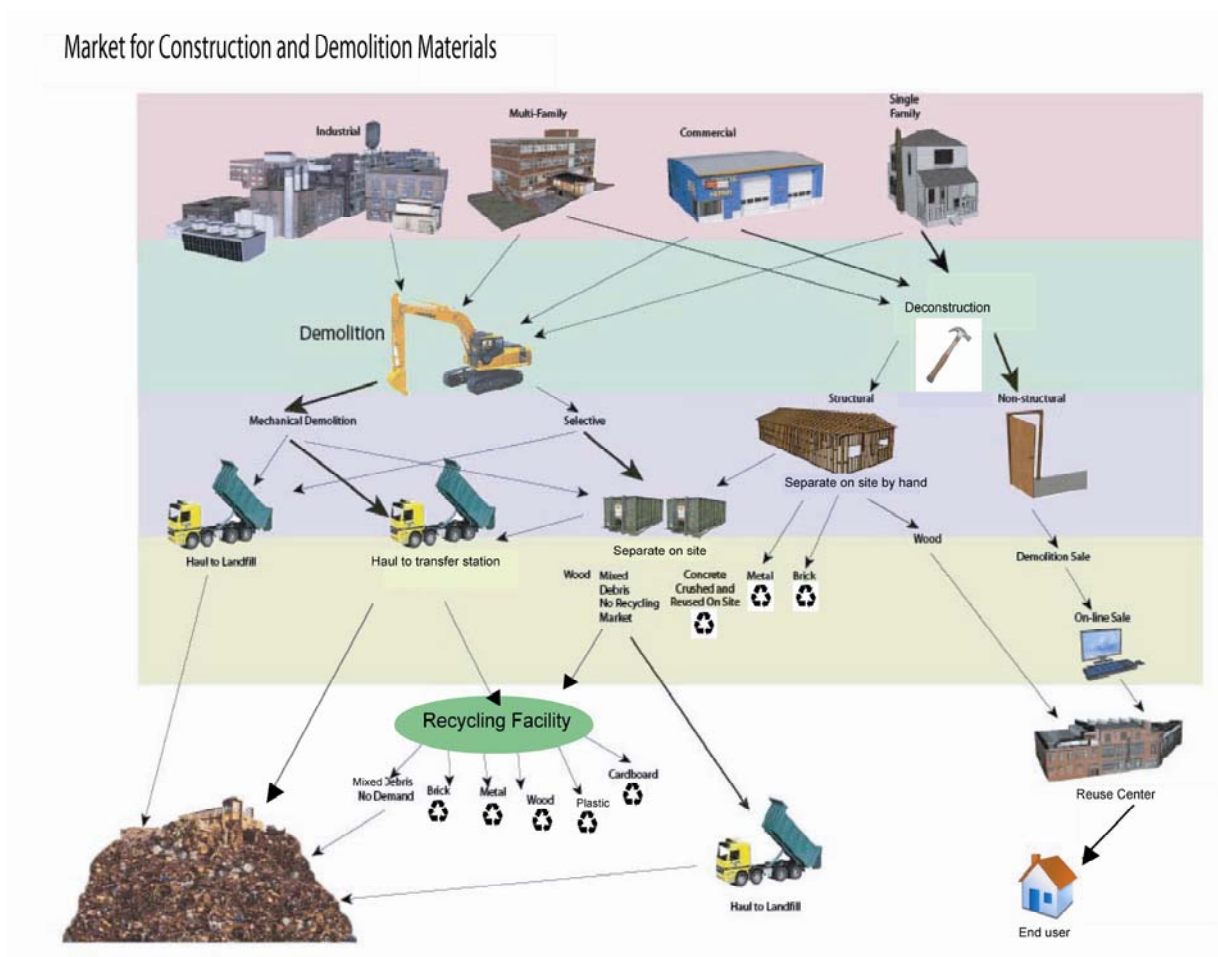 Market for Construction and Demolition Materials
Industrial
Multi-Family
Commercial
Single
Family
Demolition
Deconstruction
Mechanical Demolition
Selective
Structural
Non-structural
Separate on site by hand
Haul to Landfill
Haul to transfer station
Separate on site
Wood
Demolition Sale
Wood
Mixed
Debris
No Recycling
Market
Concrete
Crushed and
Reused On Site
Metal
Brick
On-line Sale
Recycling Facility
Mixed Debris
No Demand
Brick
Metal
Wood
Plastic
Cardboard
Reuse Center
Haul to Landfill
End user